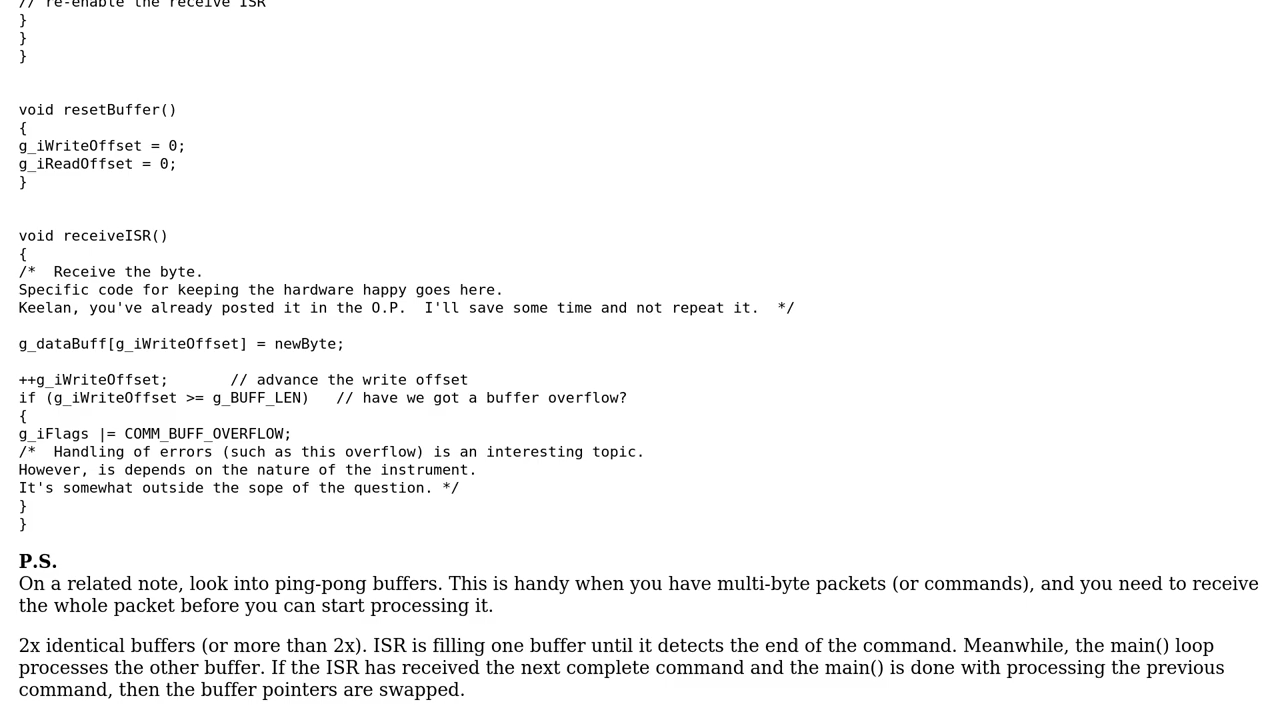 // re-enable the receive ISR
}
}
}
void resetBuffer()
{
g_iWriteOffset = 0;
g_iReadOffset = 0;
}
void receiveISR()
{
/*  Receive the byte.
Specific code for keeping the hardware happy goes here.
Keelan, you've already posted it in the O.P.  I'll save some time and not repeat it.  */
g_dataBuff[g_iWriteOffset] = newByte;
++g_iWriteOffset;       // advance the write offset
if (g_iWriteOffset >= g_BUFF_LEN)   // have we got a buffer overflow?
{
g_iFlags |= COMM_BUFF_OVERFLOW;
/*  Handling of errors (such as this overflow) is an interesting topic.
However, is depends on the nature of the instrument.
It's somewhat outside the sope of the question. */
}
}
P.S.
On a related note, look into ping-pong buffers. This is handy when you have multi-byte packets (or commands), and you need to receive
the whole packet before you can start processing it.
2x identical buffers (or more than 2x). ISR is filling one buffer until it detects the end of the command. Meanwhile, the main() loop
processes the other buffer. If the ISR has received the next complete command and the main() is done with processing the previous
command, then the buffer pointers are swapped.